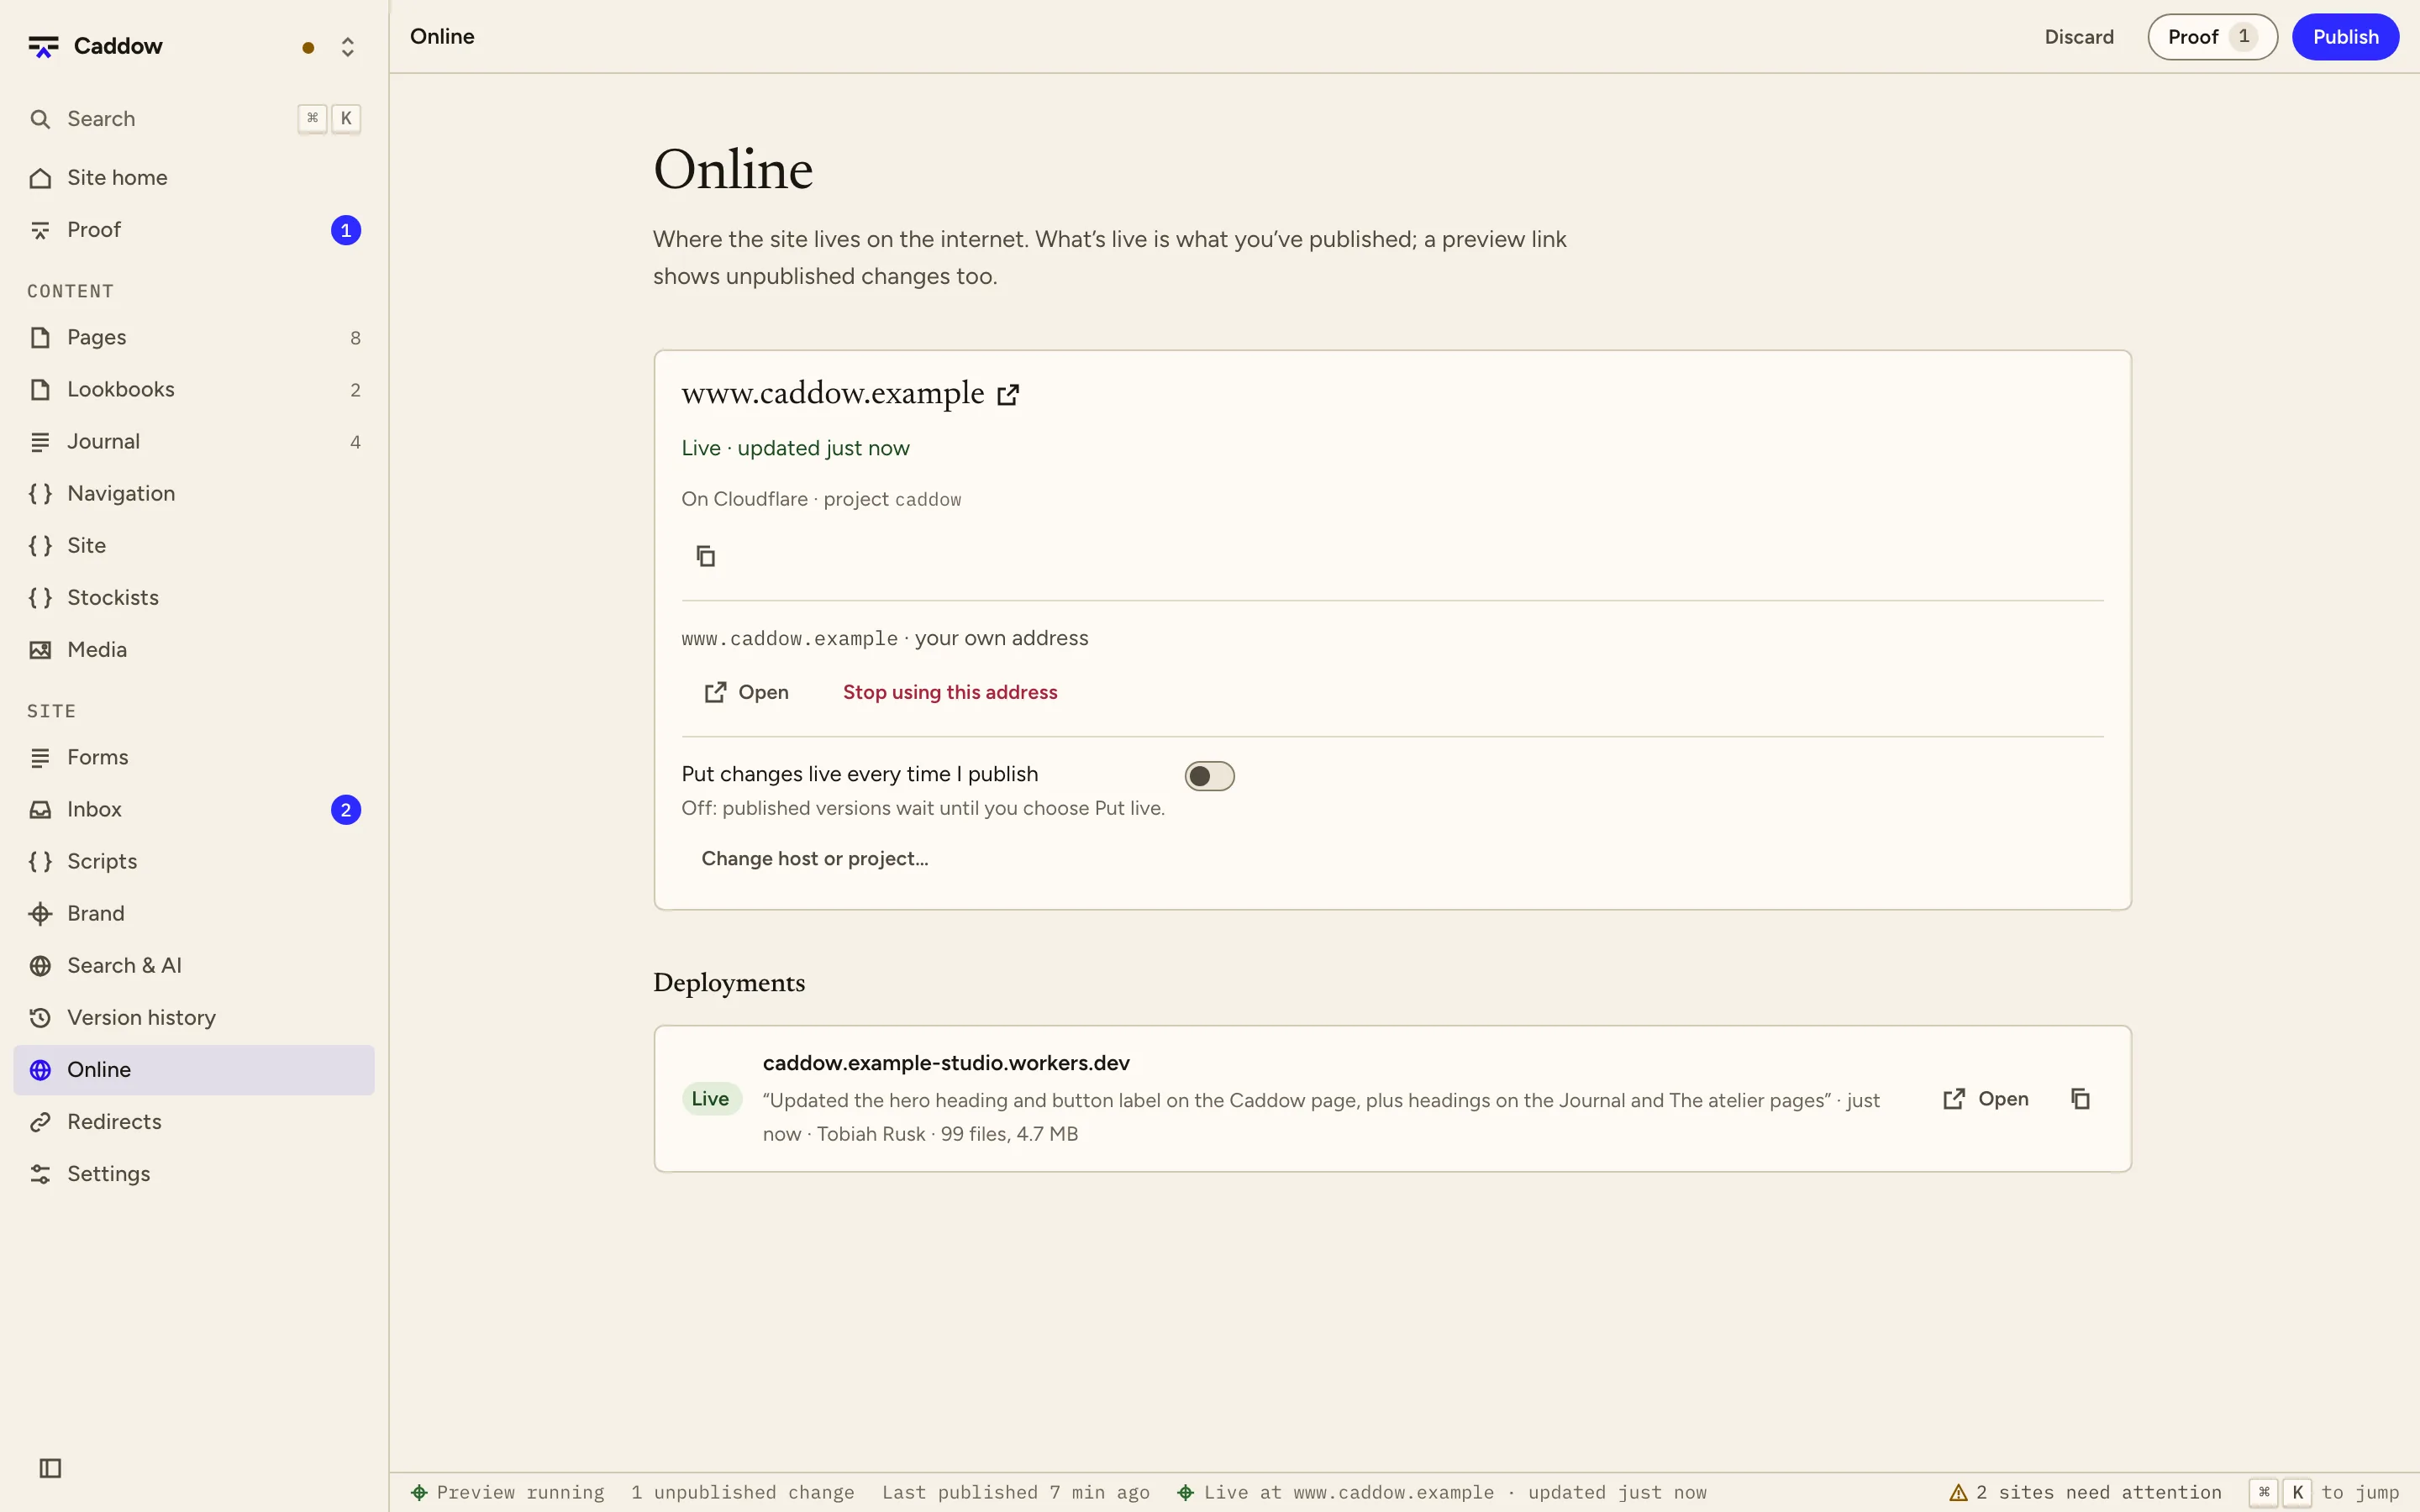 Caddow
Search ⌘ K
Site home
Proof 1
CONTENT
Pages 8
Lookbooks 2
Journal 4
Navigation
Site
Stockists
Media
SITE
Forms
Inbox 2
Scripts
Brand
Search & AI
Version history
Online
Redirects
Settings
Online
Discard
Proof 1
Publish
Online
Where the site lives on the internet. What’s live is what you’ve published; a preview link
shows unpublished changes too.
www.caddow.example
Live · updated just now
On Cloudflare · project caddow
www.caddow.example · your own address
Open
Stop using this address
Put changes live every time I publish
Off: published versions wait until you choose Put live.
Change host or project…
Deployments
caddow.example-studio.workers.dev
Live
“Updated the hero heading and button label on the Caddow page, plus headings on the Journal and The atelier pages” · just
now · Tobiah Rusk · 99 files, 4.7 MB
Open
Preview running
1 unpublished change
Last published 7 min ago
Live at www.caddow.example · updated just now
2 sites need attention
⌘ K to jump